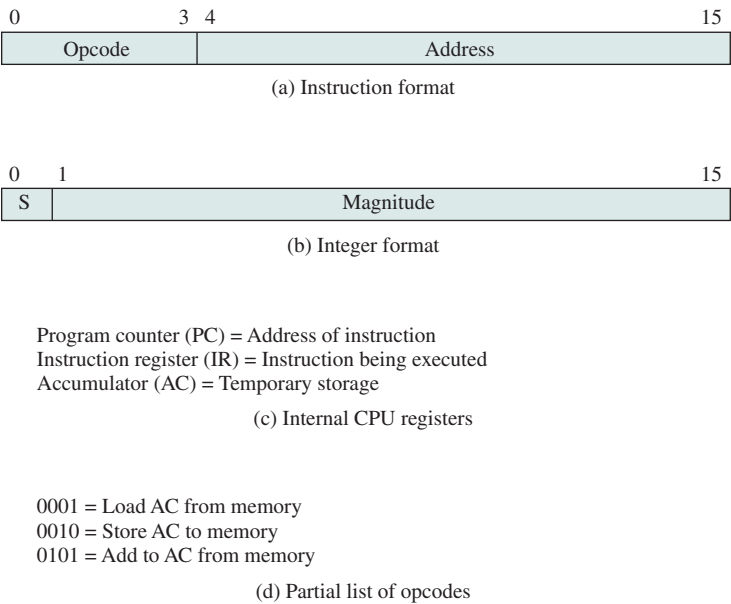 0 3 4 15
Opcode Address
(a) Instruction format
0 1 15
S Magnitude
(b) Integer format
Program counter (PC) = Address of instruction
Instruction register (IR) = Instruction being executed
Accumulator (AC) = Temporary storage
(c) Internal CPU registers
0001 = Load AC from memory
0010 = Store AC to memory
0101 = Add to AC from memory
(d) Partial list of opcodes